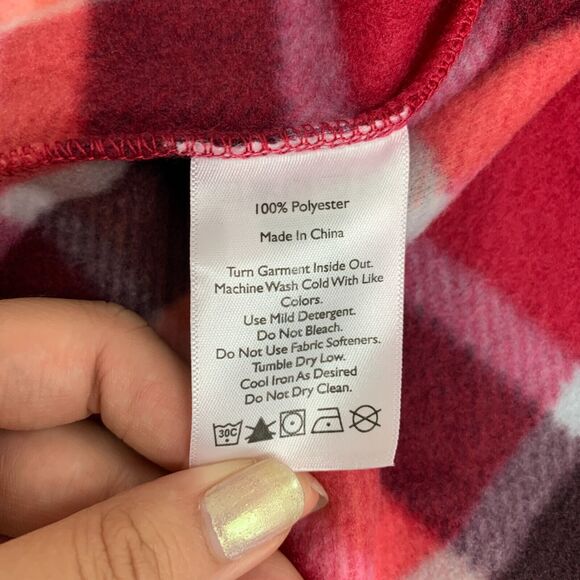 100% Polyester
Made In China
Turn Garment Inside Out.
Machine Wash Cold With Like
Colors.
Use Mild Detergent.
Do Not Bleach.
Do Not Use Fabric Softeners.
Tumble Dry Low.
Cool Iron As Desired
Do Not Dry Clean.
30C